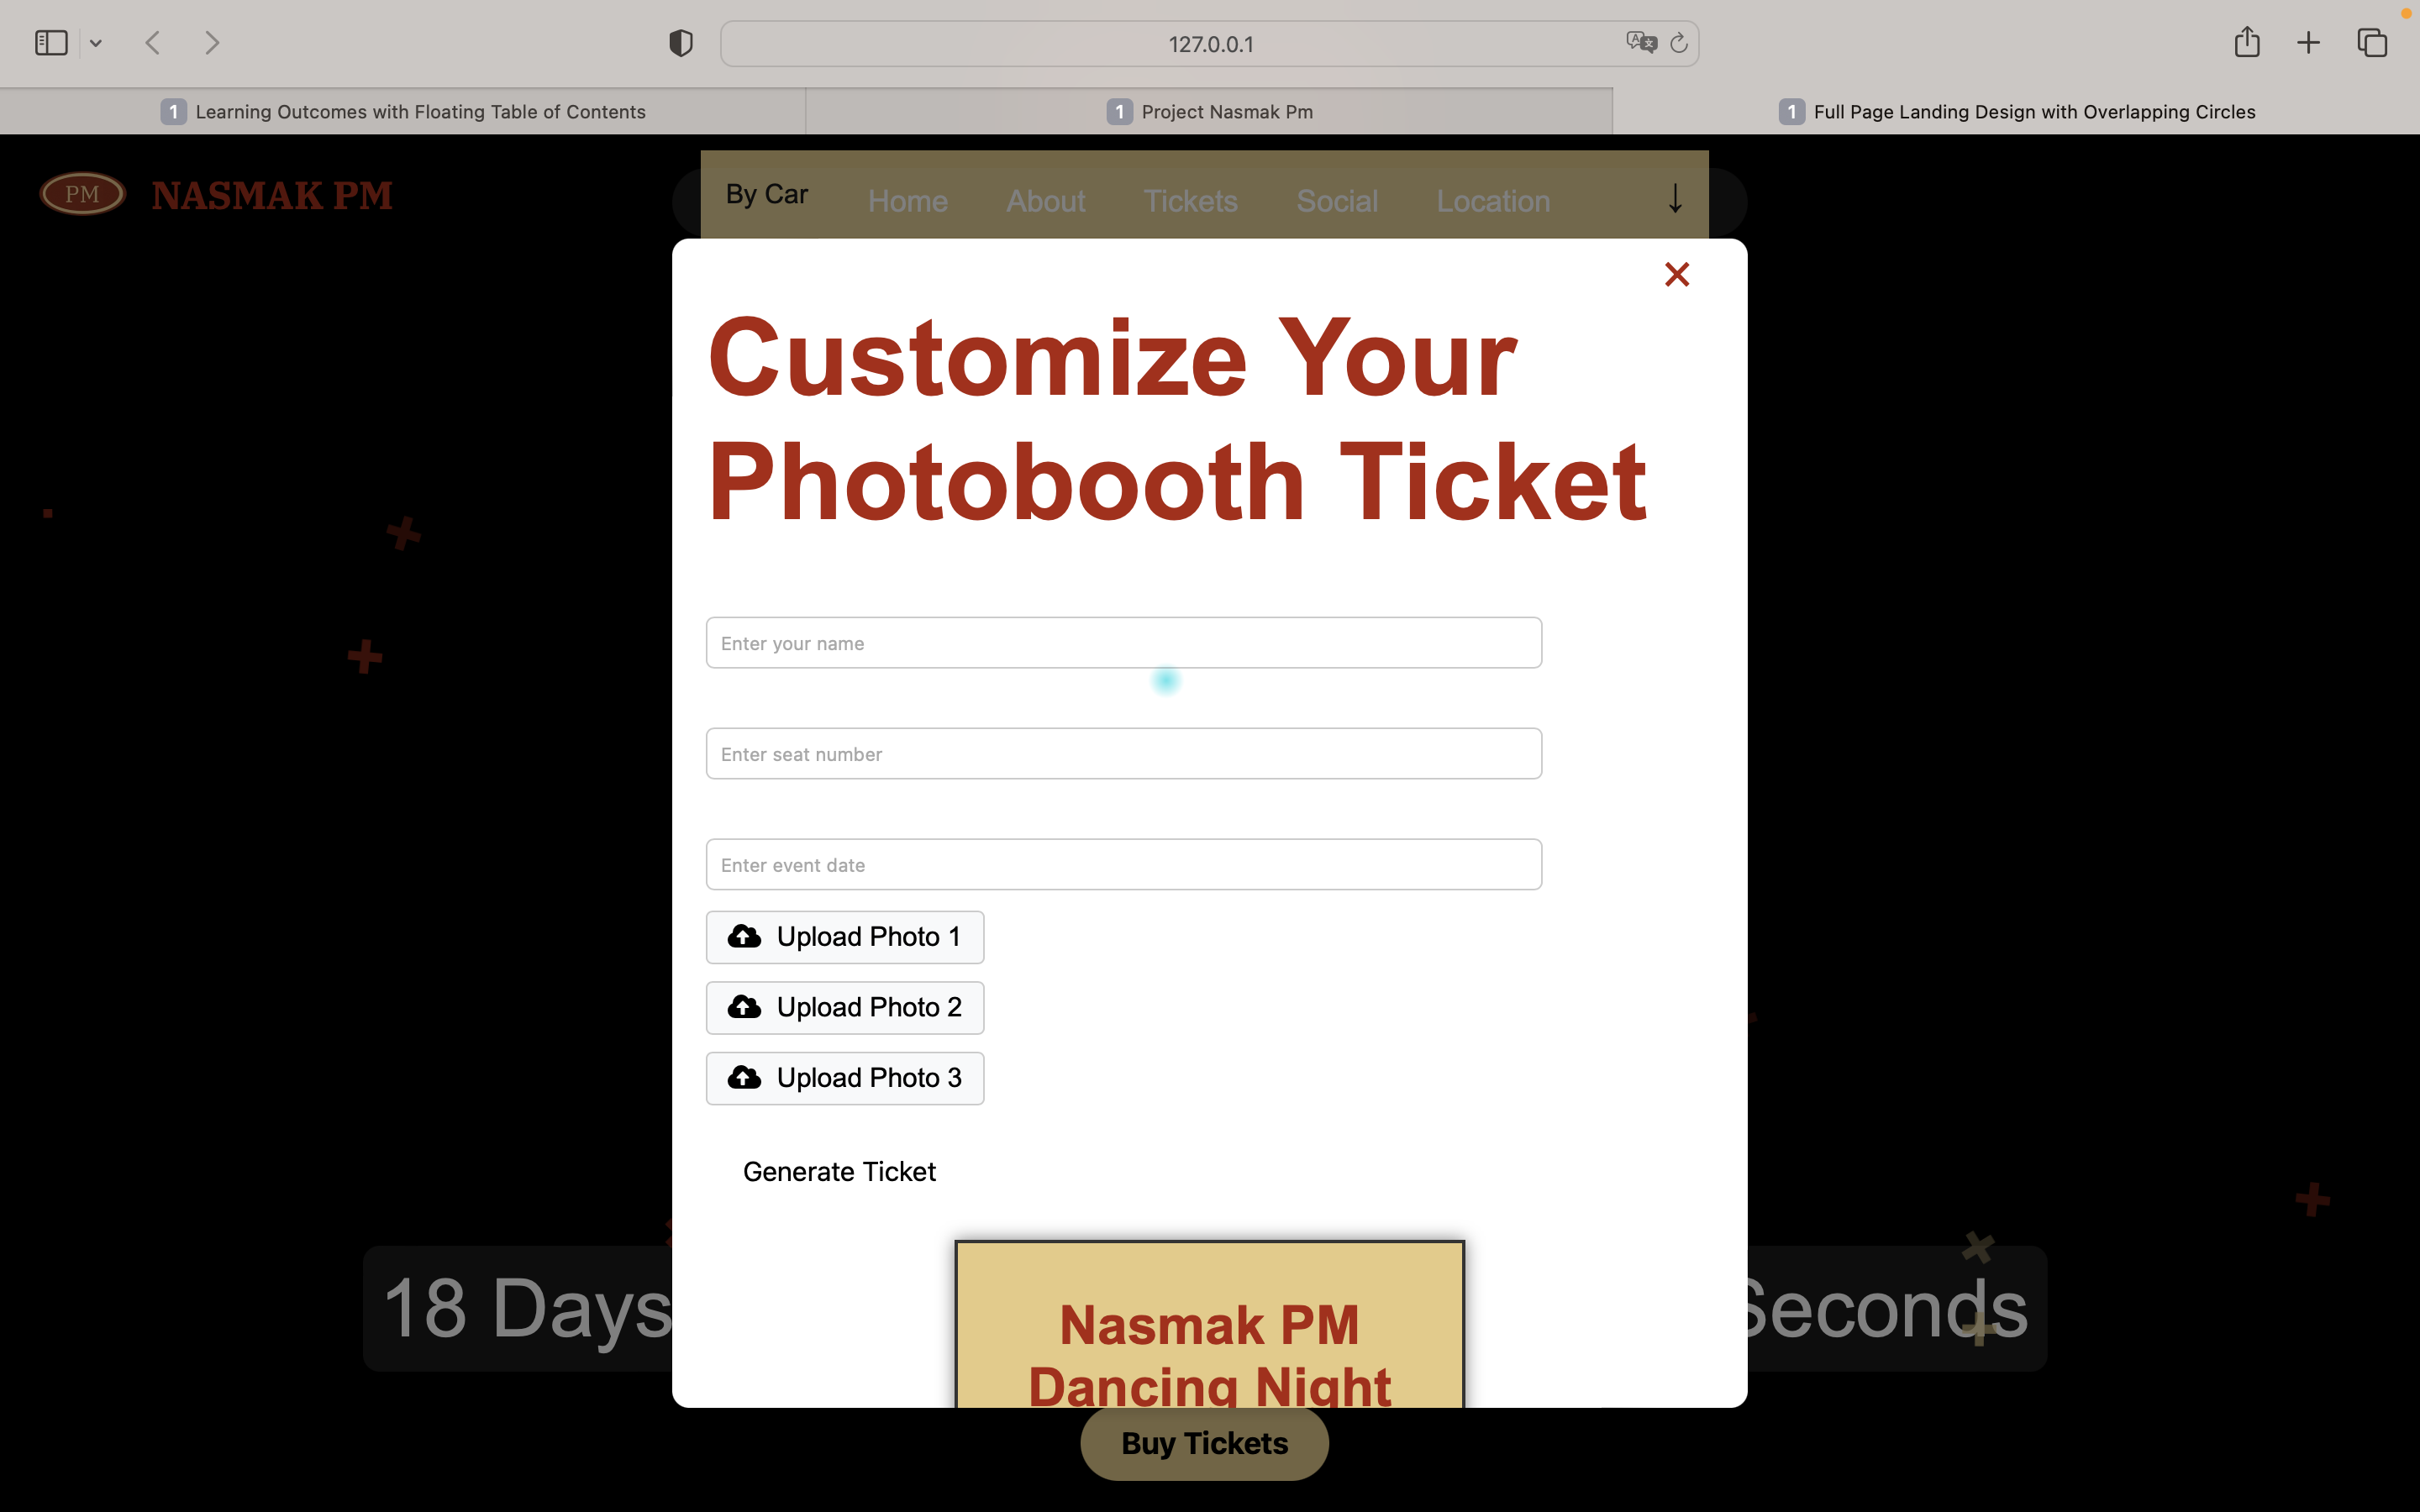 127.0.0.1
1 Learning Outcomes with Floating Table of Contents
1 Project Nasmak Pm
1 Full Page Landing Design with Overlapping Circles
PM NASMAK PM
By Car Home About Tickets Social Location ↓
Customize Your
Photobooth Ticket
Enter your name
Enter seat number
Enter event date
Upload Photo 1
Upload Photo 2
Upload Photo 3
Generate Ticket
18 Days
Seconds
Nasmak PM
Dancing Night
Buy Tickets